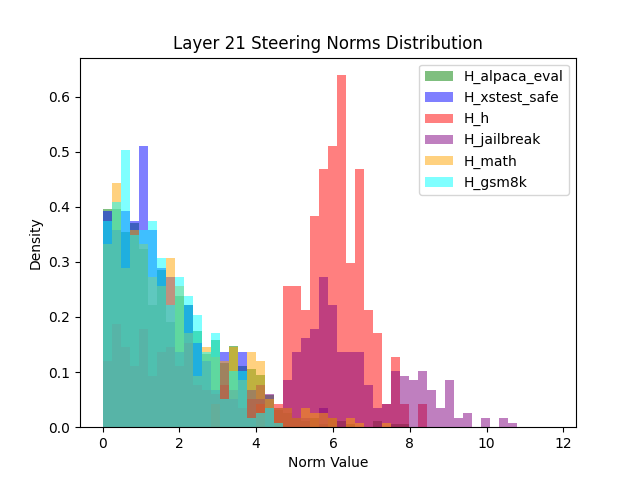 Layer 21 Steering Norms Distribution
Density
0.6
0.5
0.4
0.3
0.2
0.1
0.0
H_alpaca_eval
H_xstest_safe
H_h
H_jailbreak
H_math
H_gsm8k
0 2 4 6 8 10 12
Norm Value